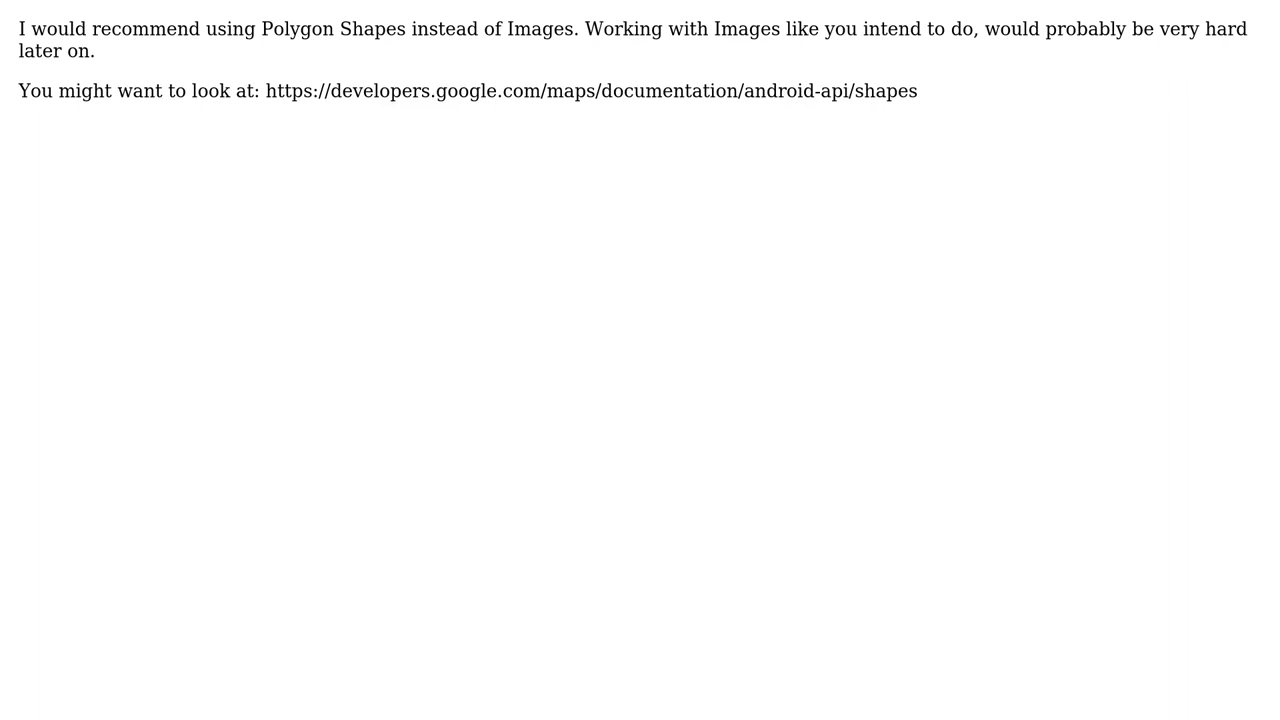 I would recommend using Polygon Shapes instead of Images. Working with Images like you intend to do, would probably be very hard
later on.
You might want to look at: https://developers.google.com/maps/documentation/android-api/shapes